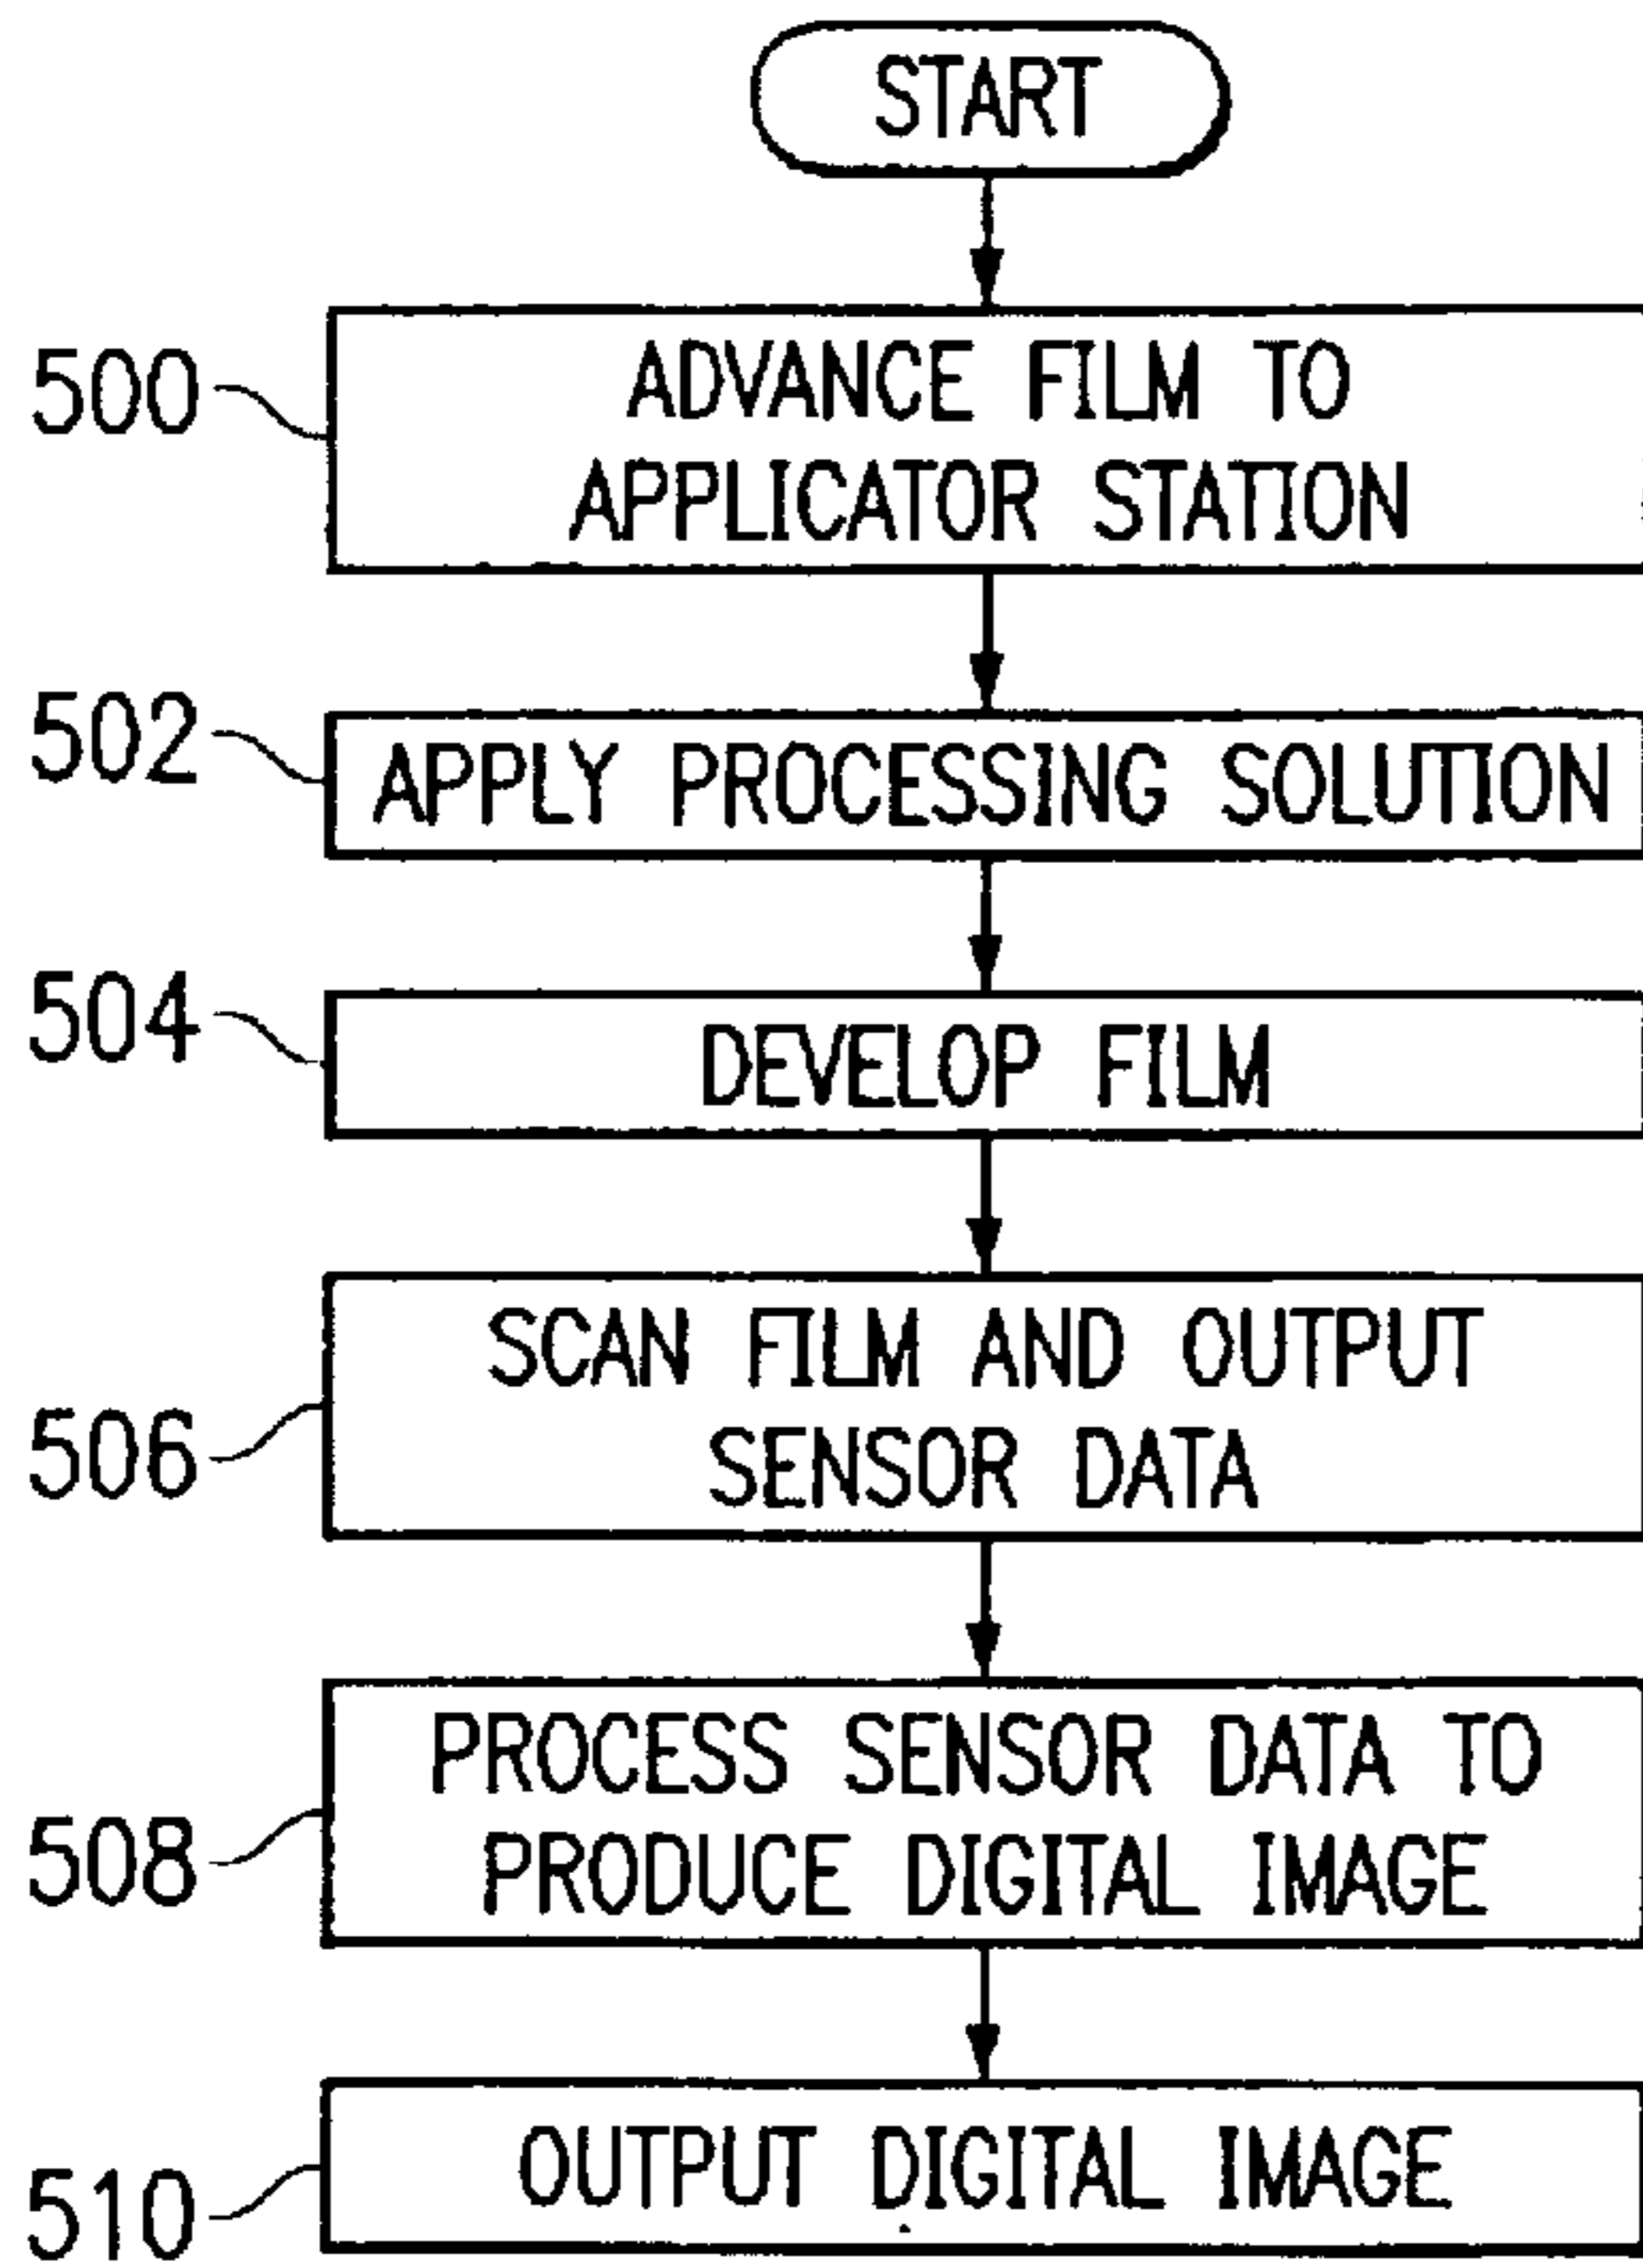 START
500
ADVANCE FILM TO
APPLICATOR STATION
502
APPLY PROCESSING SOLUTION
504
DEVELOP FILM
506
SCAN FILM AND OUTPUT
SENSOR DATA
508
PROCESS SENSOR DATA TO
PRODUCE DIGITAL IMAGE
510
OUTPUT DIGITAL IMAGE